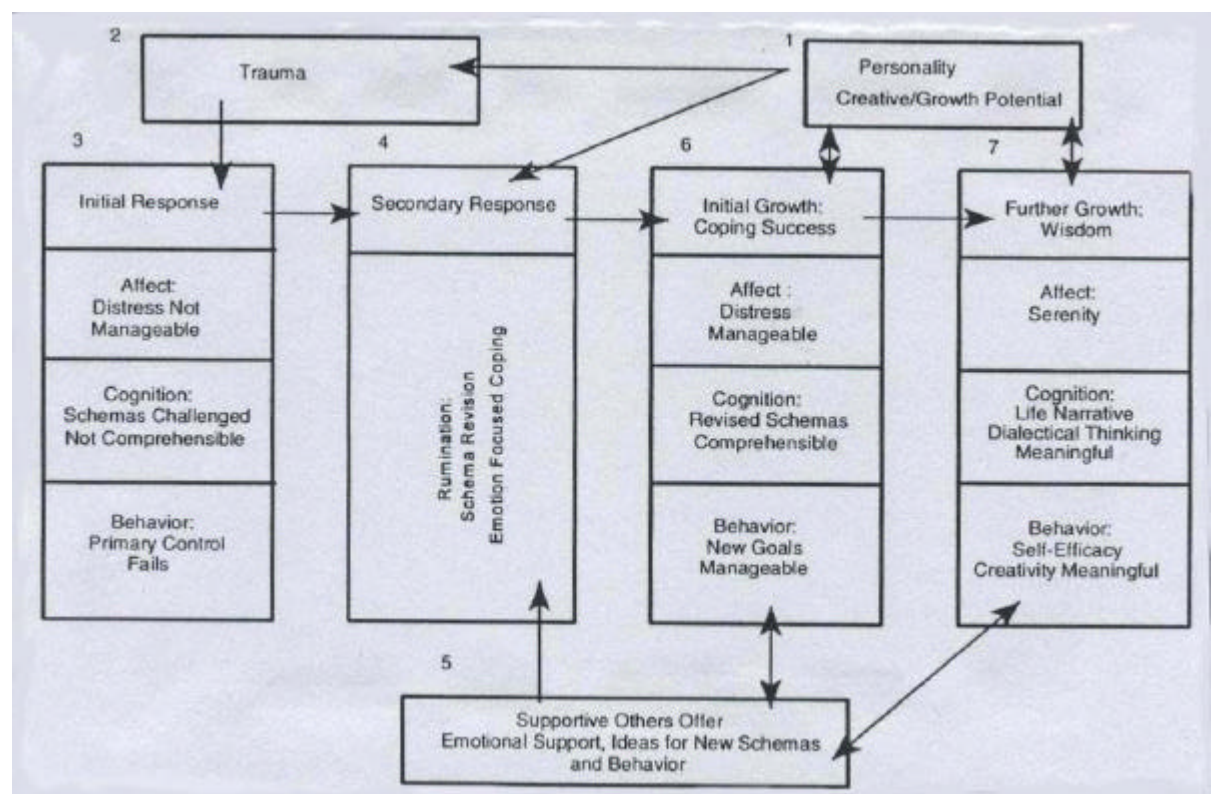 2
Trauma
1
Personality
Creative/Growth Potential
3
Initial Response
Affect:
Distress Not
Manageable
Cognition:
Schemas Challenged
Not Comprehensible
Behavior:
Primary Control
Fails
4
Secondary Response
Rumination:
Schema Revision
Emotion Focused Coping
6
Initial Growth:
Coping Success
Affect :
Distress
Manageable
Cognition:
Revised Schemas
Comprehensible
Behavior:
New Goals
Manageable
7
Further Growth:
Wisdom
Affect:
Serenity
Cognition:
Life Narrative
Dialectical Thinking
Meaningful
Behavior:
Self-Efficacy
Creativity Meaningful
5
Supportive Others Offer
Emotional Support, Ideas for New Schemas
and Behavior